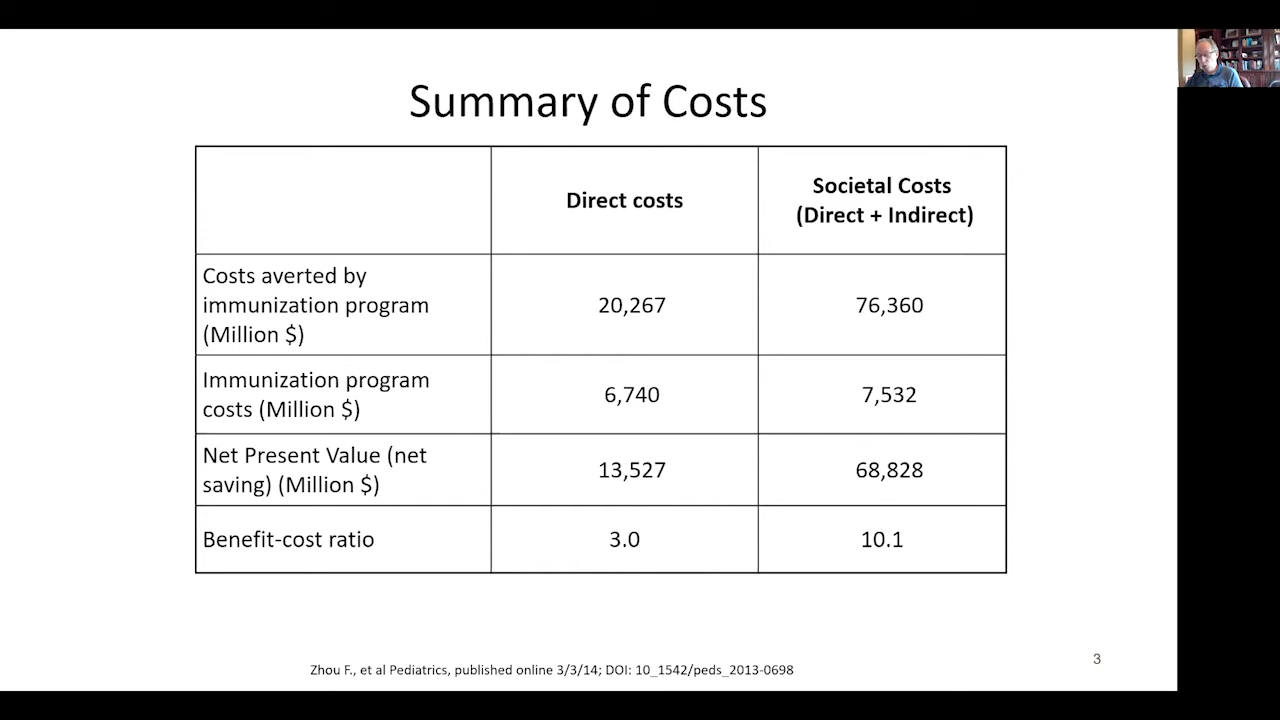 Summary of Costs
Direct costs
Societal Costs
(Direct + Indirect)
Costs averted by
immunization program
(Million $)
20,267
76,360
Immunization program
costs (Million $)
6,740
7,532
Net Present Value (net
saving) (Million $)
13,527
68,828
Benefit-cost ratio
3.0
10.1
3
Zhou F., et al Pediatrics, published online 3/3/14; DOI: 10_1542/peds_2013-0698